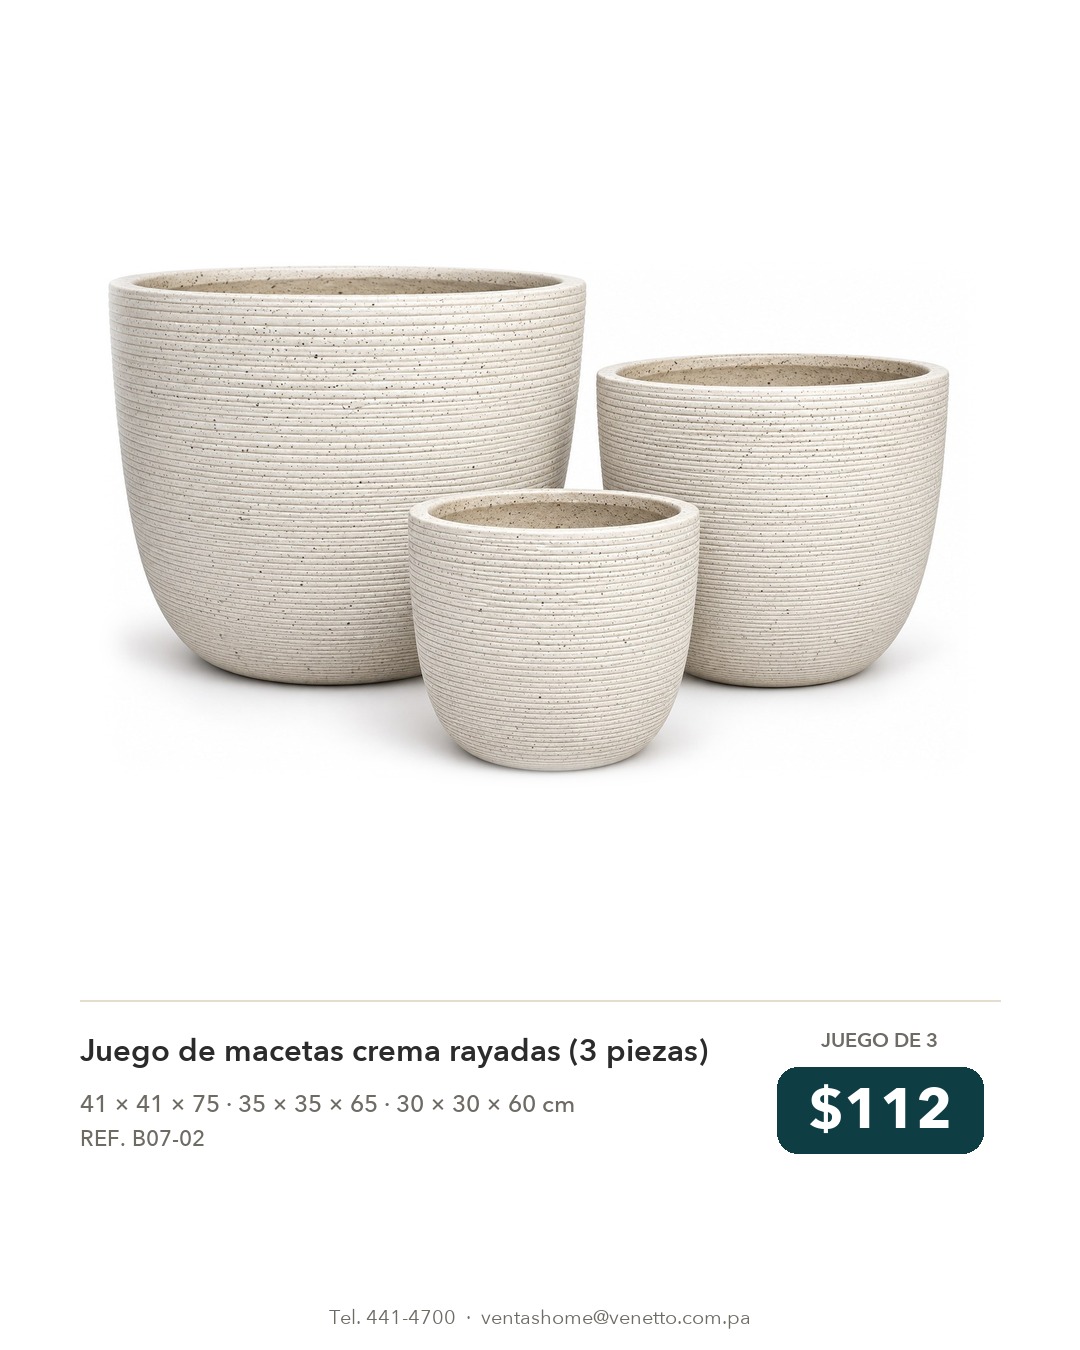 Juego de macetas crema rayadas (3 piezas)
41 × 41 × 75 · 35 × 35 × 65 · 30 × 30 × 60 cm
REF. B07-02
JUEGO DE 3
$112
Tel. 441-4700 · ventashome@venetto.com.pa